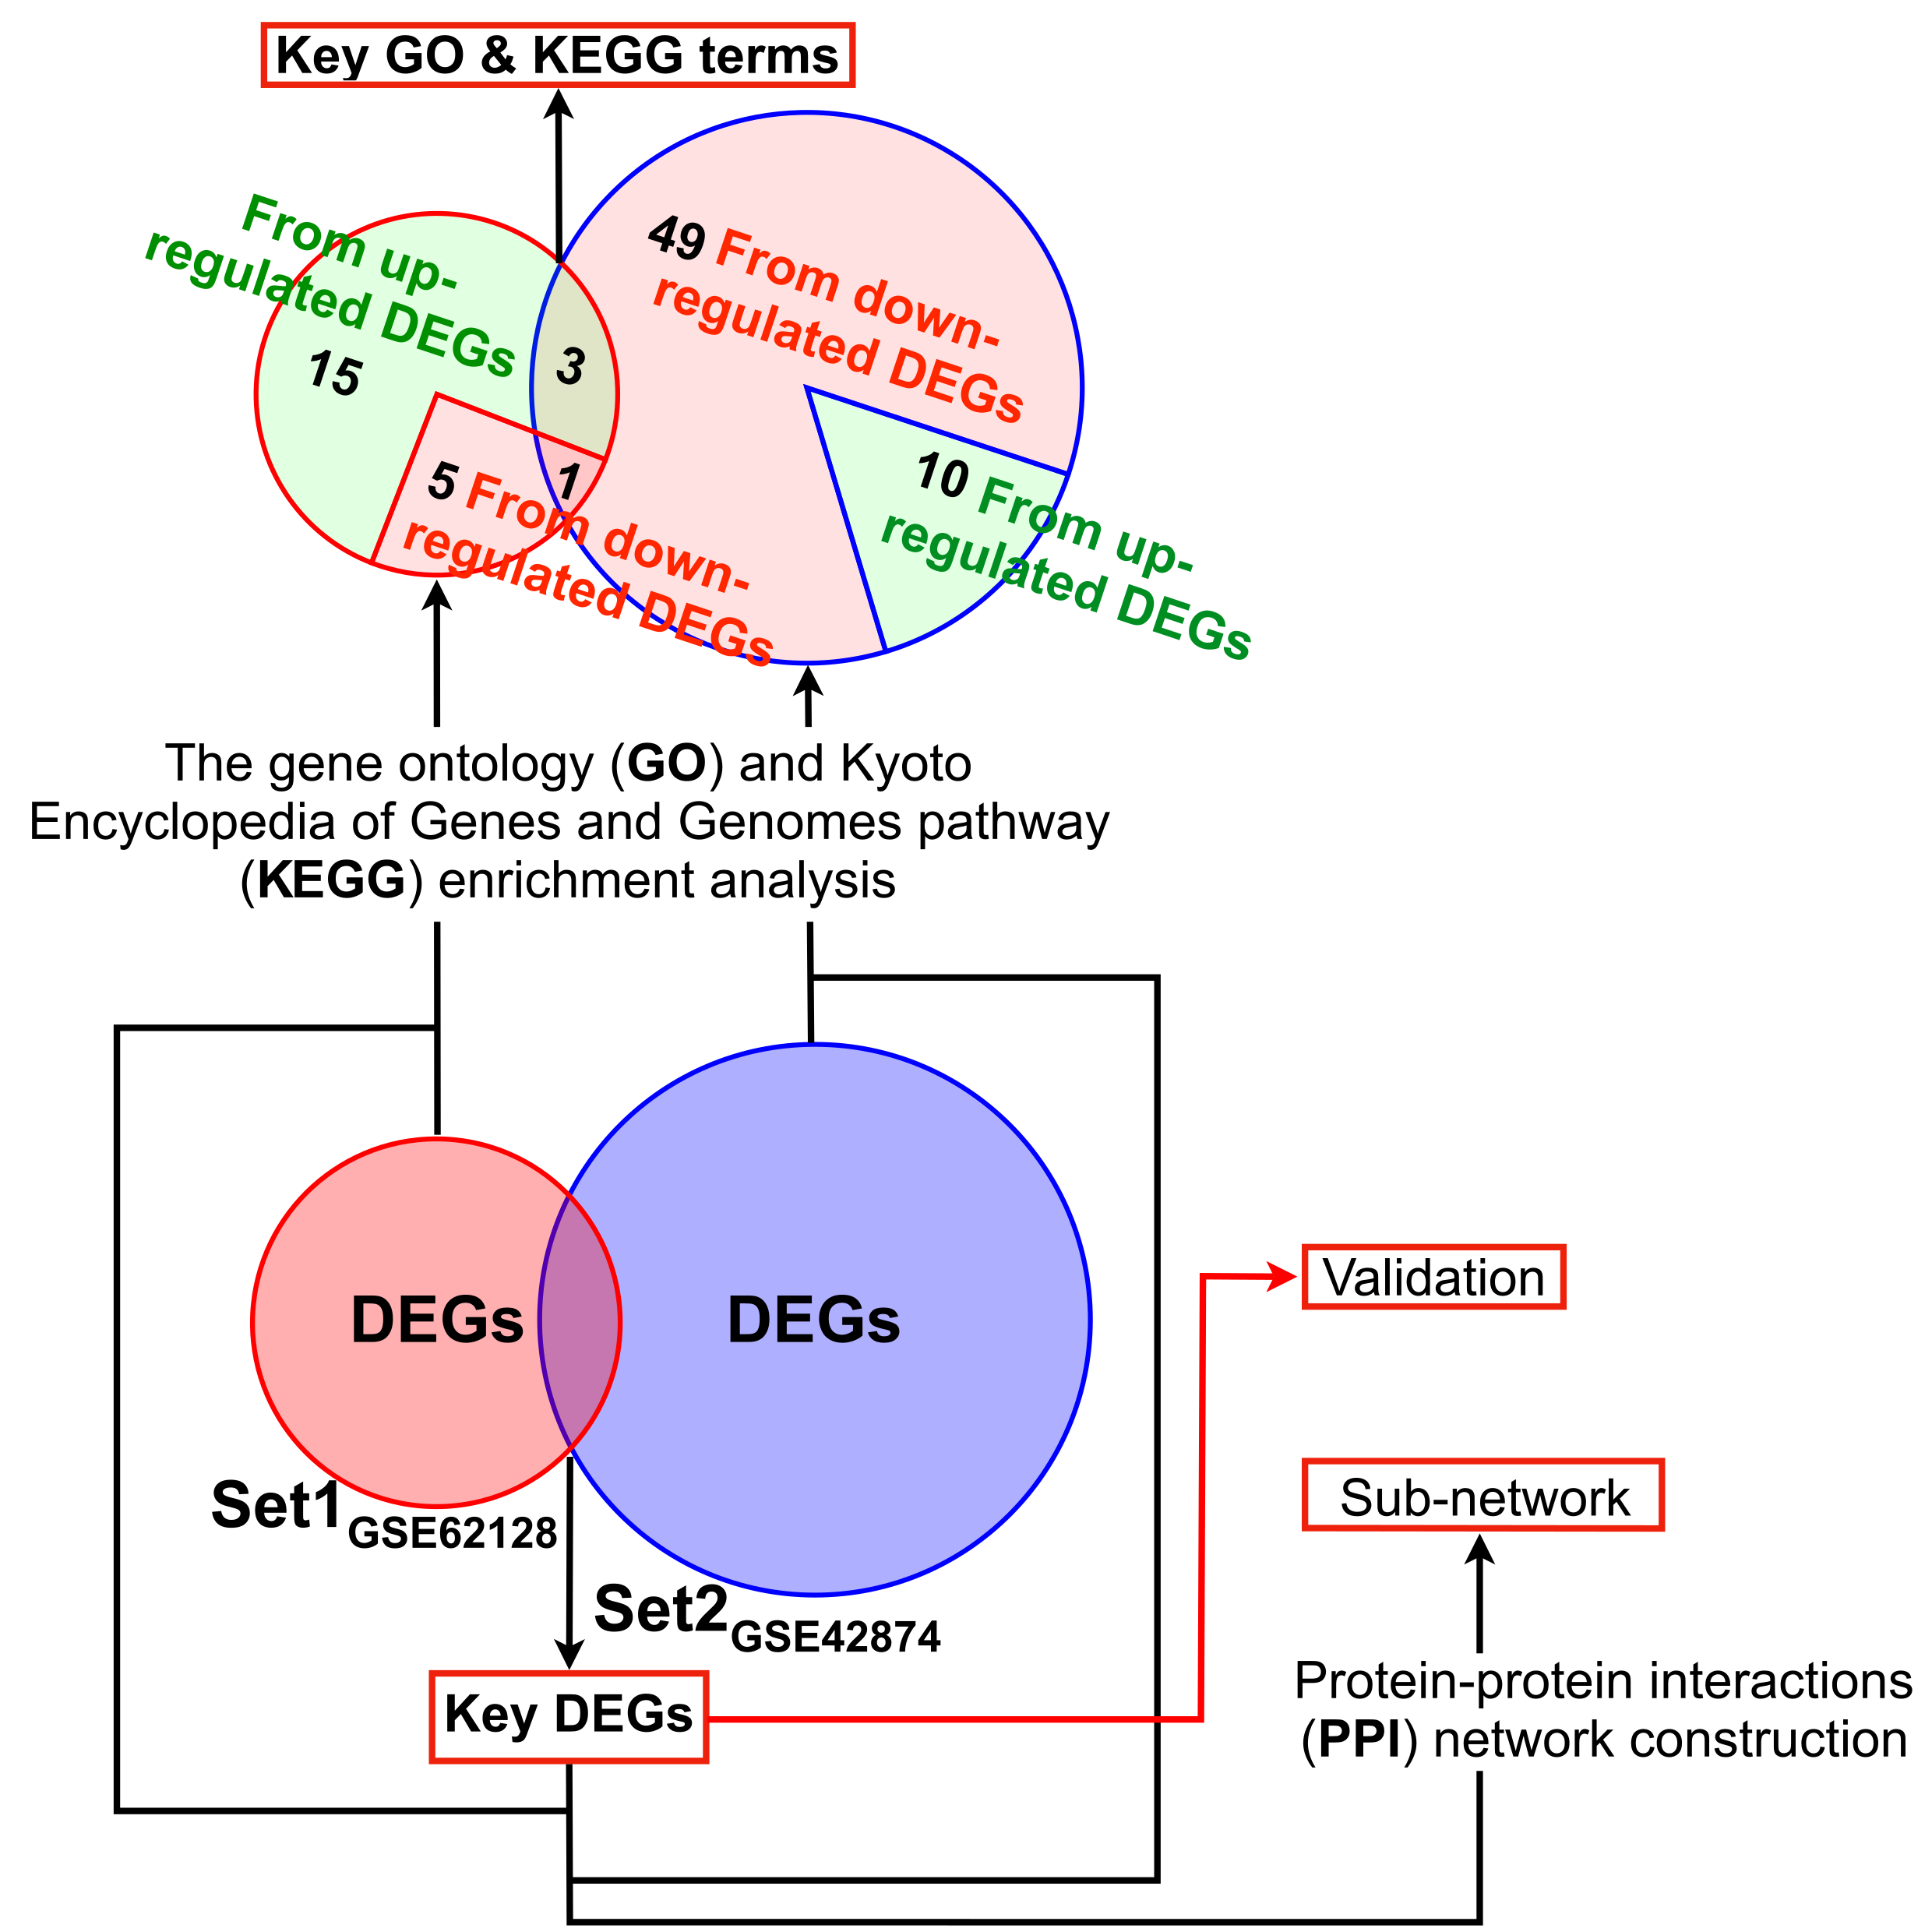 Key GO & KEGG terms
From up-
regulated DEGs
15
3
49 From down-
regulated DEGs
5 From down-
regulated DEGs
1
10 From up-
regulated DEGs
The gene ontology (GO) and Kyoto
Encyclopedia of Genes and Genomes pathway
(KEGG) enrichment analysis
DEGs
DEGs
Set1GSE62128
Set2GSE42874
Key DEGs
Validation
Sub-network
Protein-protein interactions
(PPI) network construction